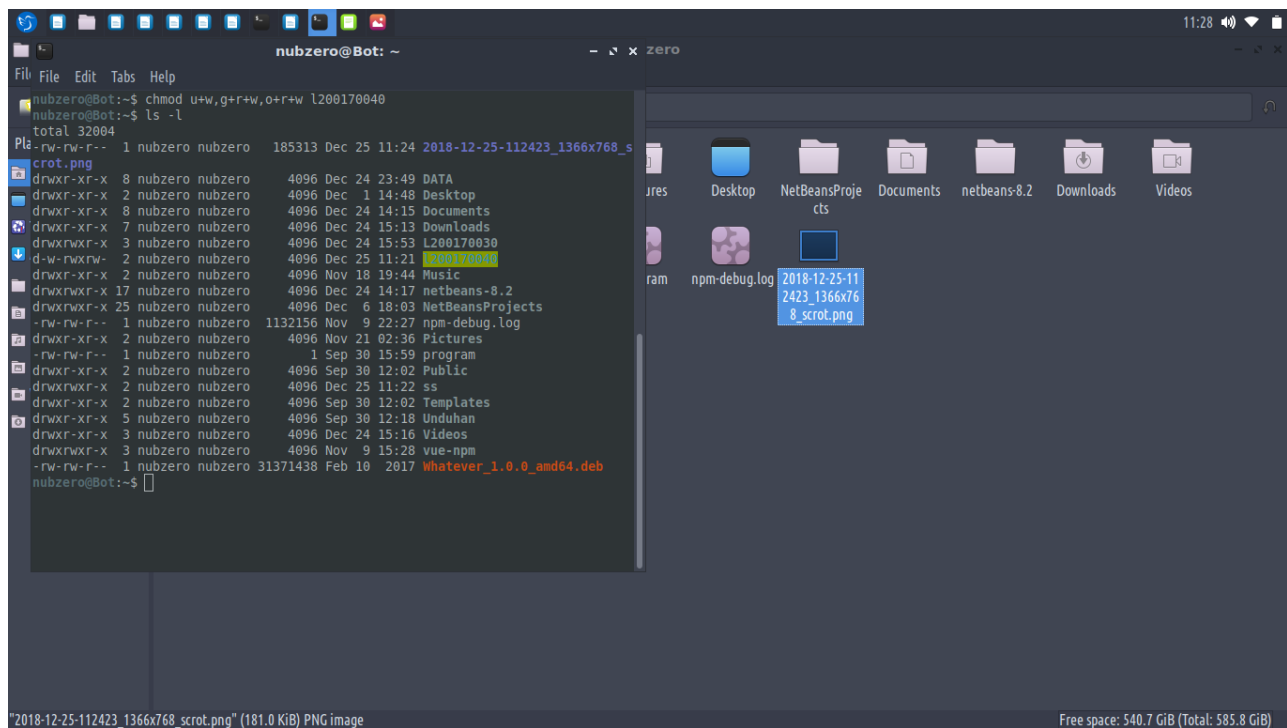 11:28
nubzero@Bot: ~
zero
Fil
File Edit Tabs Help
nubzero@Bot:~$ chmod u+w,g+r+w,o+r+w l200170040
nubzero@Bot:~$ ls -l
total 32004
Pla
-rw-rw-r-- 1 nubzero nubzero 185313 Dec 25 11:24 2018-12-25-112423_1366x768_s
crot.png
drwxr-xr-x 8 nubzero nubzero 4096 Dec 24 23:49 DATA
drwxr-xr-x 2 nubzero nubzero 4096 Dec 1 14:48 Desktop
drwxr-xr-x 8 nubzero nubzero 4096 Dec 24 14:15 Documents
drwxr-xr-x 7 nubzero nubzero 4096 Dec 24 15:13 Downloads
drwxrwxr-x 3 nubzero nubzero 4096 Dec 24 15:53 L200170030
d-w-rwxrw- 2 nubzero nubzero 4096 Dec 25 11:21 l200170040
drwxr-xr-x 2 nubzero nubzero 4096 Nov 18 19:44 Music
drwxrwxr-x 17 nubzero nubzero 4096 Dec 24 14:17 netbeans-8.2
drwxrwxr-x 25 nubzero nubzero 4096 Dec 6 18:03 NetBeansProjects
-rw-rw-r-- 1 nubzero nubzero 1132156 Nov 9 22:27 npm-debug.log
drwxr-xr-x 2 nubzero nubzero 4096 Nov 21 02:36 Pictures
-rw-rw-r-- 1 nubzero nubzero 1 Sep 30 15:59 program
drwxr-xr-x 2 nubzero nubzero 4096 Sep 30 12:02 Public
drwxrwxr-x 2 nubzero nubzero 4096 Dec 25 11:22 ss
drwxr-xr-x 2 nubzero nubzero 4096 Sep 30 12:02 Templates
drwxr-xr-x 5 nubzero nubzero 4096 Sep 30 12:18 Unduhan
drwxr-xr-x 3 nubzero nubzero 4096 Dec 24 15:16 Videos
drwxrwxr-x 3 nubzero nubzero 4096 Nov 9 15:28 vue-npm
-rw-rw-r-- 1 nubzero nubzero 31371438 Feb 10 2017 Whatever_1.0.0_amd64.deb
nubzero@Bot:~$
ures
Desktop
NetBeansProje
cts
Documents
netbeans-8.2
Downloads
Videos
ram
npm-debug.log
2018-12-25-11
2423_1366x76
8_scrot.png
"2018-12-25-112423_1366x768_scrot.png" (181.0 KiB) PNG image
Free space: 540.7 GiB (Total: 585.8 GiB)